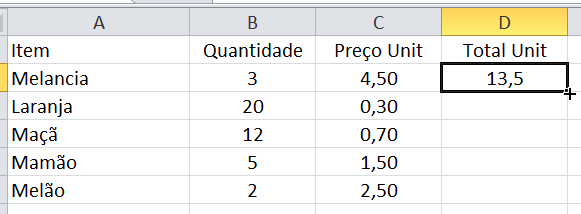 A B C D
Item Quantidade Preço Unit Total Unit
Melancia 3 4,50 13,5
Laranja 20 0,30
Maçã 12 0,70
Mamão 5 1,50
Melão 2 2,50